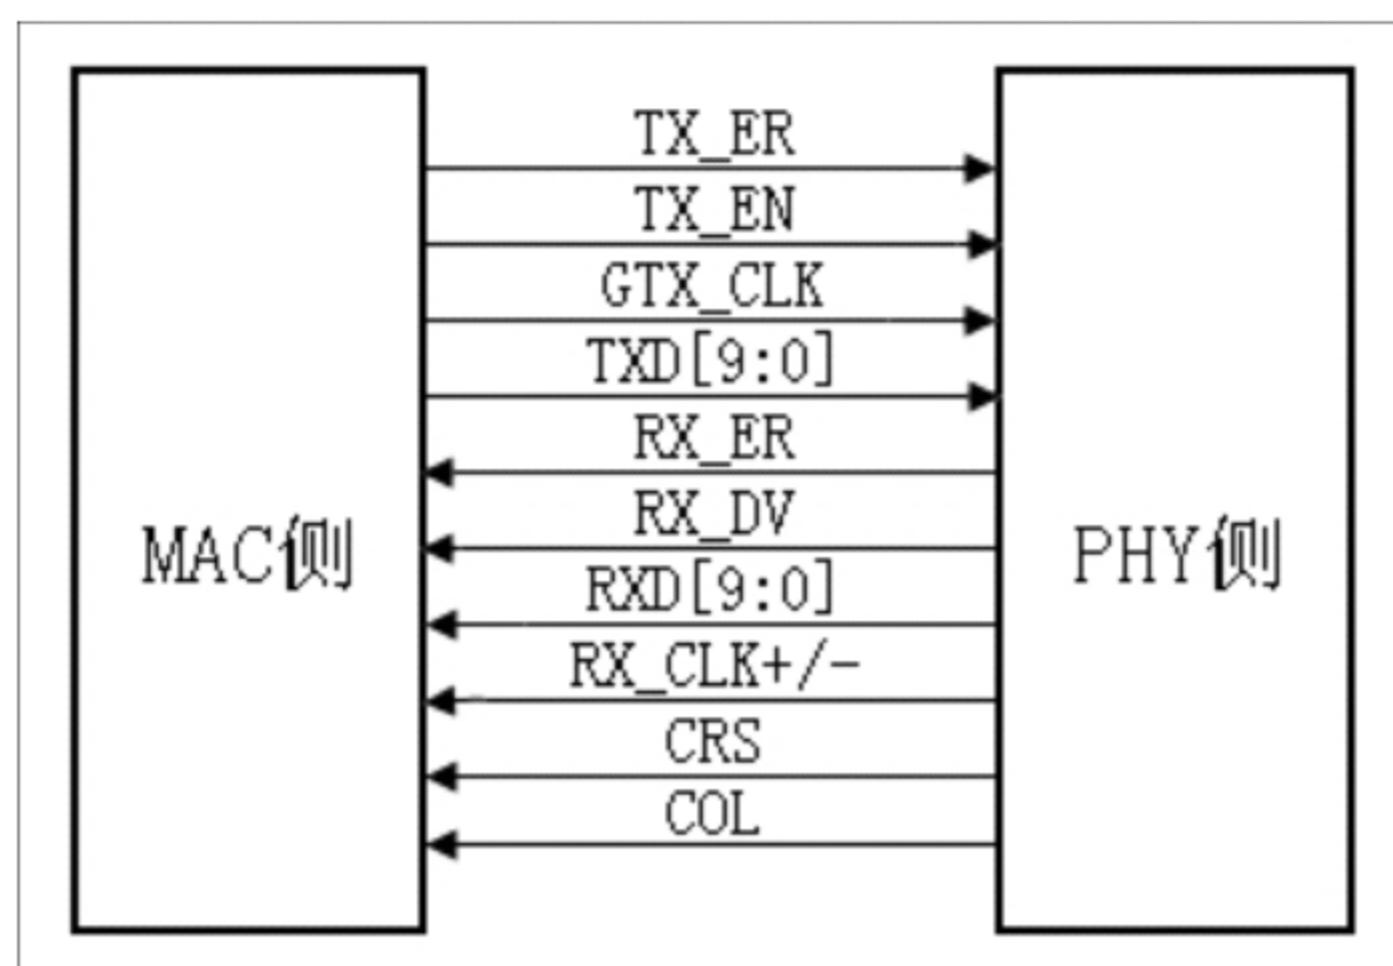 TX_ER
TX_EN
GTX_CLK
TXD[9:0]
RX_ER
RX_DV
MAC侧
PHY侧
RXD[9:0]
RX_CLK+/-
CRS
COL